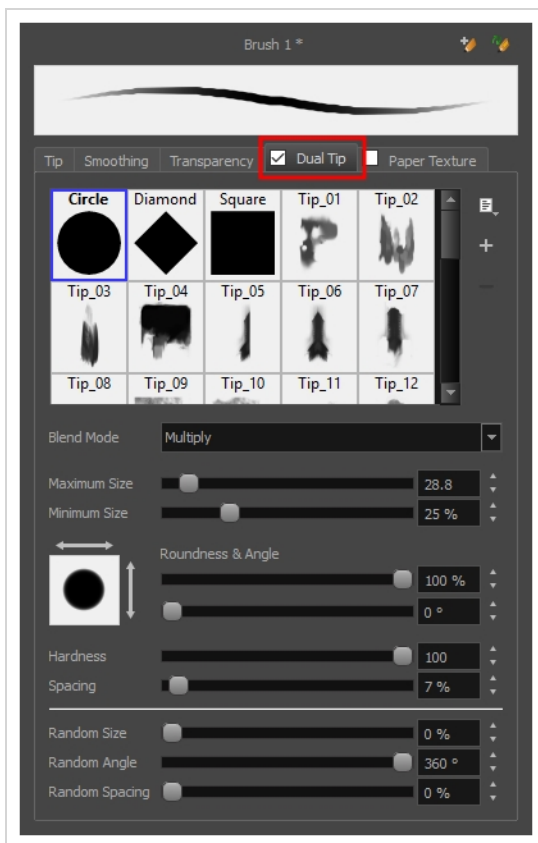 Brush 1 *
Tip Smoothing Transparency Dual Tip Paper Texture
Circle Diamond Square Tip_01 Tip_02
Tip_03 Tip_04 Tip_05 Tip_06 Tip_07
Tip_08 Tip_09 Tip_10 Tip_11 Tip_12
Blend Mode Multiply
Maximum Size 28.8
Minimum Size 25 %
Roundness & Angle
100 %
0 °
Hardness 100
Spacing 7 %
Random Size 0 %
Random Angle 360 °
Random Spacing 0 %